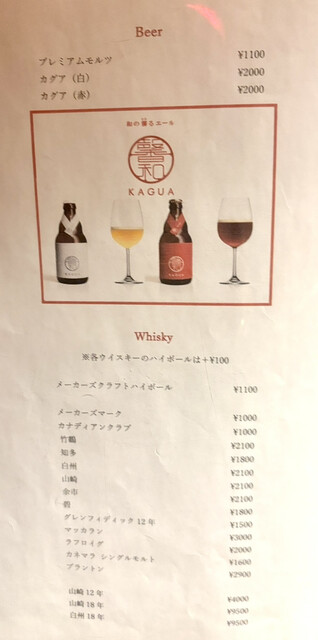 Beer
プレミアムモルツ ¥1100
カグア（白） ¥2000
カグア（赤） ¥2000
和の馨るエール
馨和
KAGUA
Whisky
※各ウイスキーのハイボールは＋¥100
メーカーズクラフトハイボール ¥1100
メーカーズマーク ¥1000
カナディアンクラブ ¥1000
竹鶴 ¥2100
知多 ¥1800
白州 ¥2100
山崎 ¥2100
余市 ¥2100
碧 ¥1800
グレンフィディック 12年 ¥1500
マッカラン ¥3000
ラフロイグ ¥2000
カネマラ シングルモルト ¥1600
ブラントン ¥2900
山崎 12年 ¥4000
山崎 18年 ¥9500
白州 18年 ¥9500